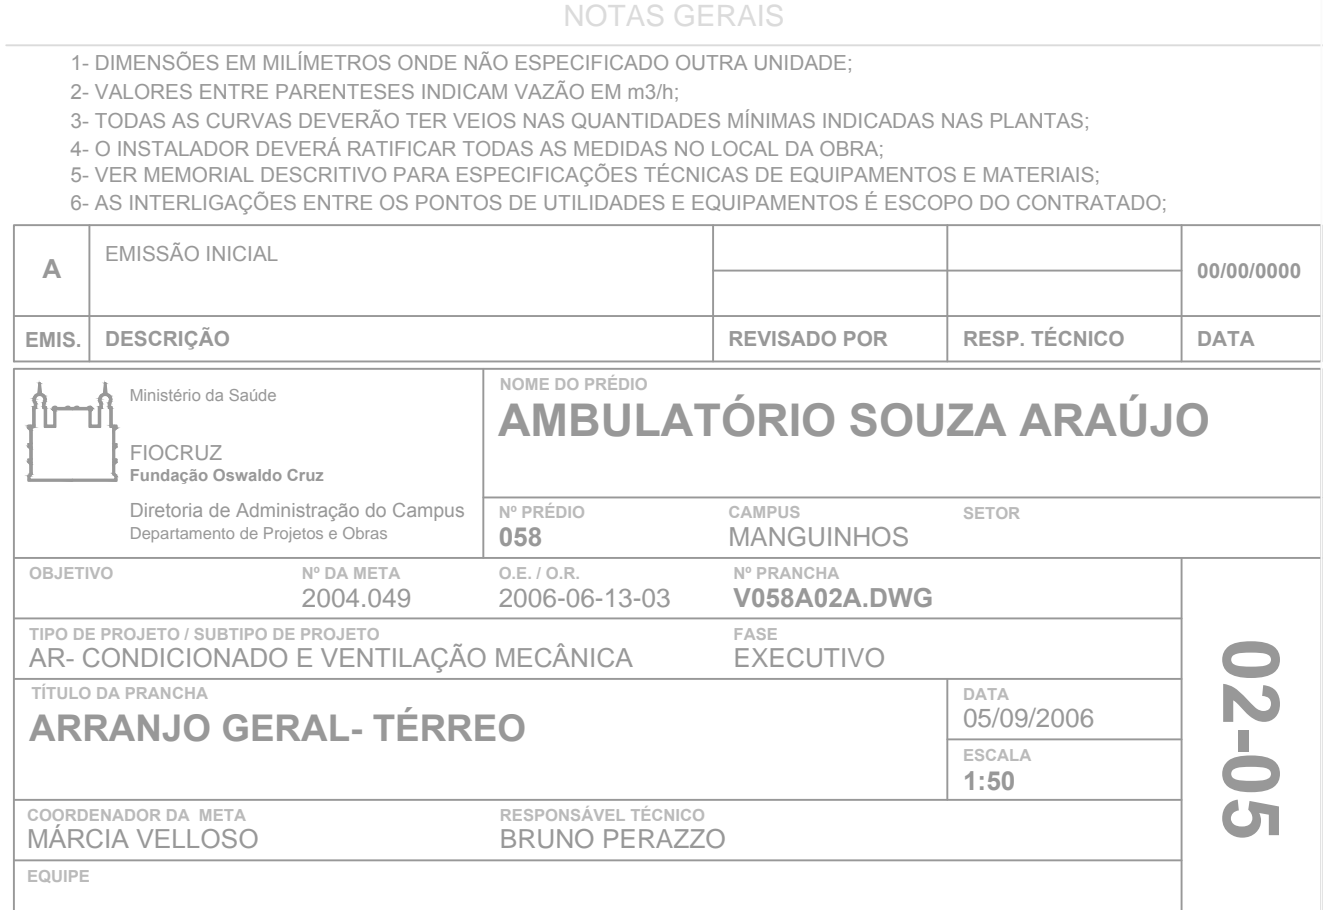 NOTAS GERAIS
1- DIMENSÕES EM MILÍMETROS ONDE NÃO ESPECIFICADO OUTRA UNIDADE;
2- VALORES ENTRE PARENTESES INDICAM VAZÃO EM m3/h;
3- TODAS AS CURVAS DEVERÃO TER VEIOS NAS QUANTIDADES MÍNIMAS INDICADAS NAS PLANTAS;
4- O INSTALADOR DEVERÁ RATIFICAR TODAS AS MEDIDAS NO LOCAL DA OBRA;
5- VER MEMORIAL DESCRITIVO PARA ESPECIFICAÇÕES TÉCNICAS DE EQUIPAMENTOS E MATERIAIS;
6- AS INTERLIGAÇÕES ENTRE OS PONTOS DE UTILIDADES E EQUIPAMENTOS É ESCOPO DO CONTRATADO;
A EMISSÃO INICIAL 00/00/0000
EMIS. DESCRIÇÃO REVISADO POR RESP. TÉCNICO DATA
Ministério da Saúde
FIOCRUZ
Fundação Oswaldo Cruz
Diretoria de Administração do Campus
Departamento de Projetos e Obras
NOME DO PRÉDIO
AMBULATÓRIO SOUZA ARAÚJO
Nº PRÉDIO CAMPUS SETOR
058 MANGUINHOS
OBJETIVO Nº DA META O.E. / O.R. Nº PRANCHA
2004.049 2006-06-13-03 V058A02A.DWG
TIPO DE PROJETO / SUBTIPO DE PROJETO FASE
AR- CONDICIONADO E VENTILAÇÃO MECÂNICA EXECUTIVO
TÍTULO DA PRANCHA
ARRANJO GERAL- TÉRREO
DATA
05/09/2006
ESCALA
1:50
COORDENADOR DA META RESPONSÁVEL TÉCNICO
MÁRCIA VELLOSO BRUNO PERAZZO
EQUIPE
02-05